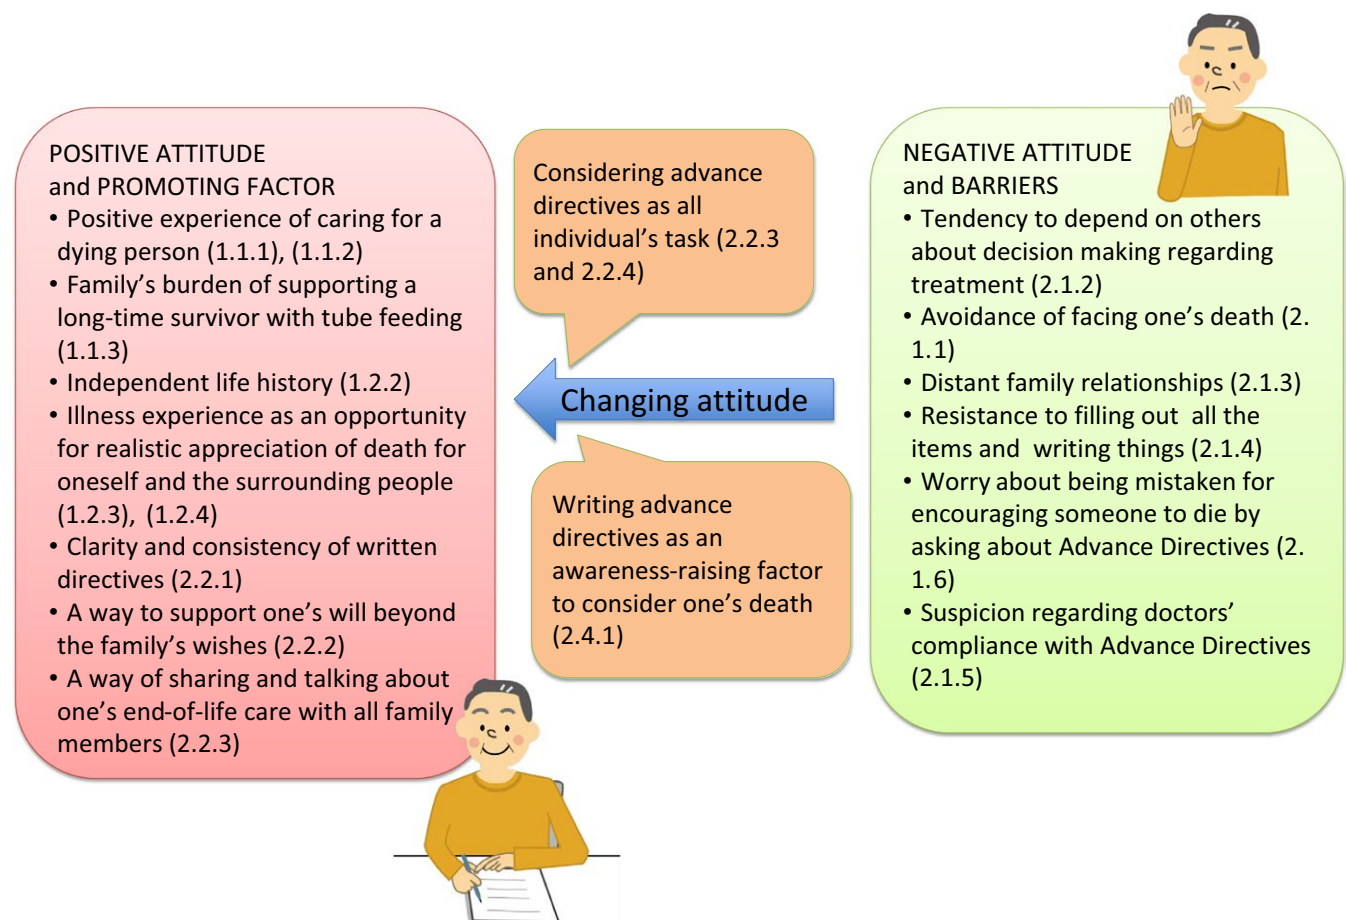 POSITIVE ATTITUDE
and PROMOTING FACTOR
• Positive experience of caring for a
dying person (1.1.1), (1.1.2)
• Family’s burden of supporting a
long-time survivor with tube feeding
(1.1.3)
• Independent life history (1.2.2)
• Illness experience as an opportunity
for realistic appreciation of death for
oneself and the surrounding people
(1.2.3), (1.2.4)
• Clarity and consistency of written
directives (2.2.1)
• A way to support one’s will beyond
the family’s wishes (2.2.2)
• A way of sharing and talking about
one’s end-of-life care with all family
members (2.2.3)
Considering advance
directives as all
individual’s task (2.2.3
and 2.2.4)
Changing attitude
Writing advance
directives as an
awareness-raising factor
to consider one’s death
(2.4.1)
NEGATIVE ATTITUDE
and BARRIERS
• Tendency to depend on others
about decision making regarding
treatment (2.1.2)
• Avoidance of facing one’s death (2.
1.1)
• Distant family relationships (2.1.3)
• Resistance to filling out all the
items and writing things (2.1.4)
• Worry about being mistaken for
encouraging someone to die by
asking about Advance Directives (2.
1.6)
• Suspicion regarding doctors’
compliance with Advance Directives
(2.1.5)